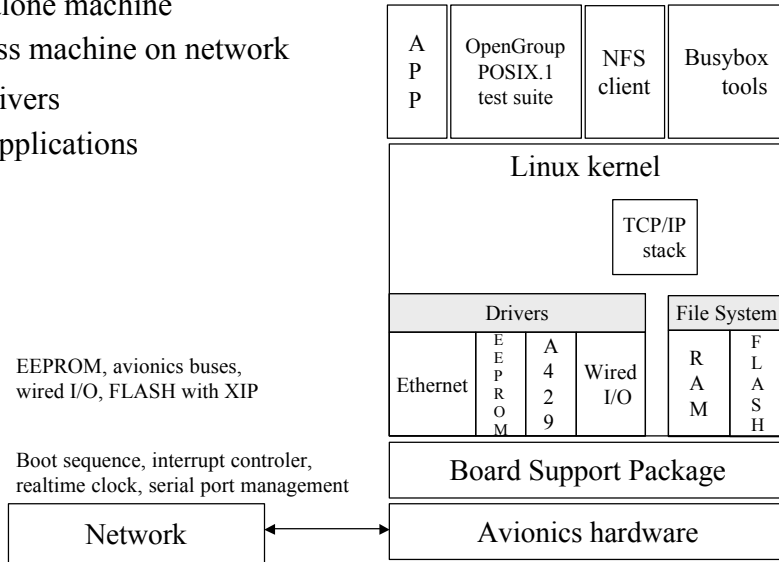 alone machine
ss machine on network
ivers
pplications
A
P
P
OpenGroup
POSIX.1
test suite
NFS
client
Busybox
tools
Linux kernel
TCP/IP
stack
Drivers
File System
Ethernet
E
E
P
R
O
M
A
4
2
9
Wired
I/O
R
A
M
F
L
A
S
H
EEPROM, avionics buses,
wired I/O, FLASH with XIP
Boot sequence, interrupt controler,
realtime clock, serial port management
Board Support Package
Network
Avionics hardware